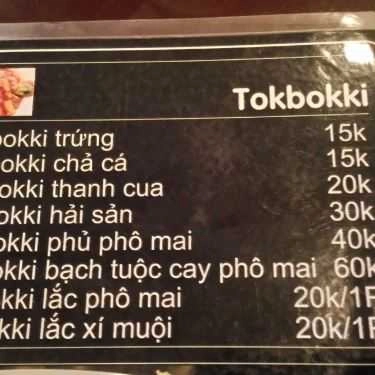 Tokbokki
bokki trứng 15k
okki chả cá 15k
okki thanh cua 20k
okki hải sản 30k
okki phủ phô mai 40k
okki bạch tuộc cay phô mai 60k
kki lắc phô mai 20k/1P
kki lắc xí muội 20k/1P